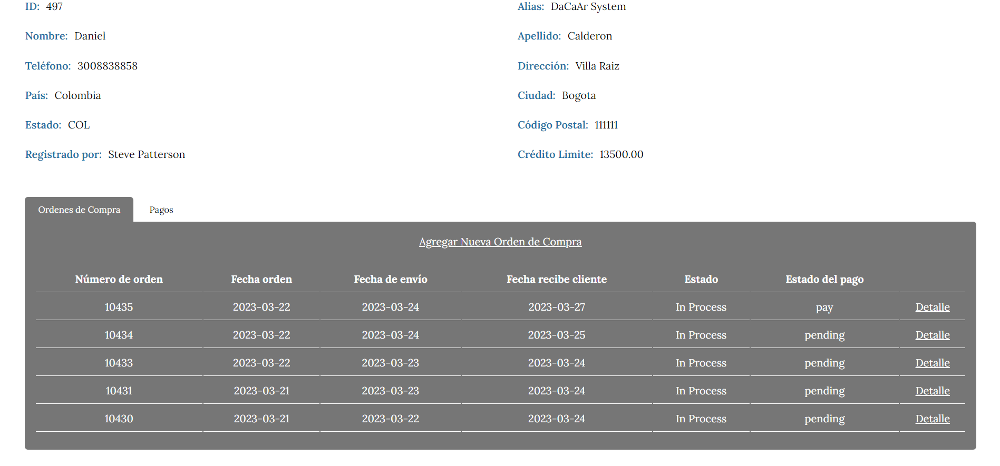 ID: 497 Alias: DaCaAr System
Nombre: Daniel Apellido: Calderon
Teléfono: 3008838858 Dirección: Villa Raiz
País: Colombia Ciudad: Bogota
Estado: COL Código Postal: 111111
Registrado por: Steve Patterson Crédito Limite: 13500.00
Ordenes de Compra Pagos
Agregar Nueva Orden de Compra
Número de orden Fecha orden Fecha de envío Fecha recibe cliente Estado Estado del pago
10435 2023-03-22 2023-03-24 2023-03-27 In Process pay Detalle
10434 2023-03-22 2023-03-24 2023-03-25 In Process pending Detalle
10433 2023-03-22 2023-03-23 2023-03-24 In Process pending Detalle
10431 2023-03-21 2023-03-23 2023-03-24 In Process pending Detalle
10430 2023-03-21 2023-03-22 2023-03-24 In Process pending Detalle